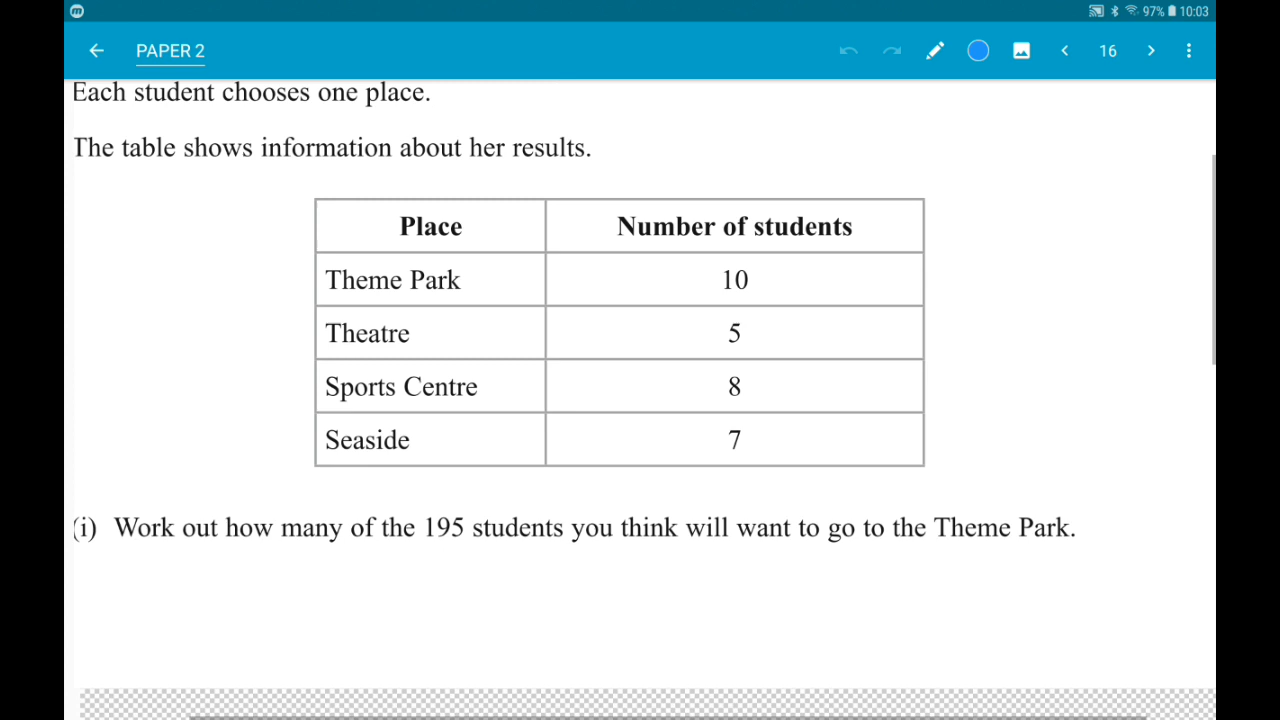 97% 10:03
PAPER 2
16
Each student chooses one place.
The table shows information about her results.
Place Number of students
Theme Park 10
Theatre 5
Sports Centre 8
Seaside 7
(i) Work out how many of the 195 students you think will want to go to the Theme Park.